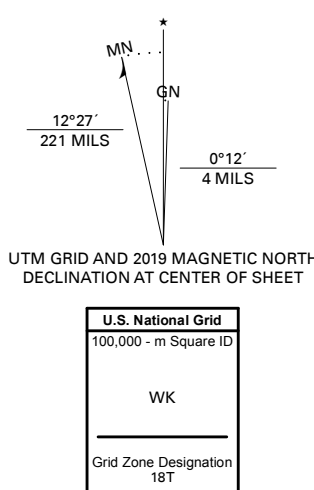 ★
MN
GN
12°27´
221 MILS
0°12´
4 MILS
UTM GRID AND 2019 MAGNETIC NORTH
DECLINATION AT CENTER OF SHEET
U.S. National Grid
100,000 - m Square ID
WK
Grid Zone Designation
18T